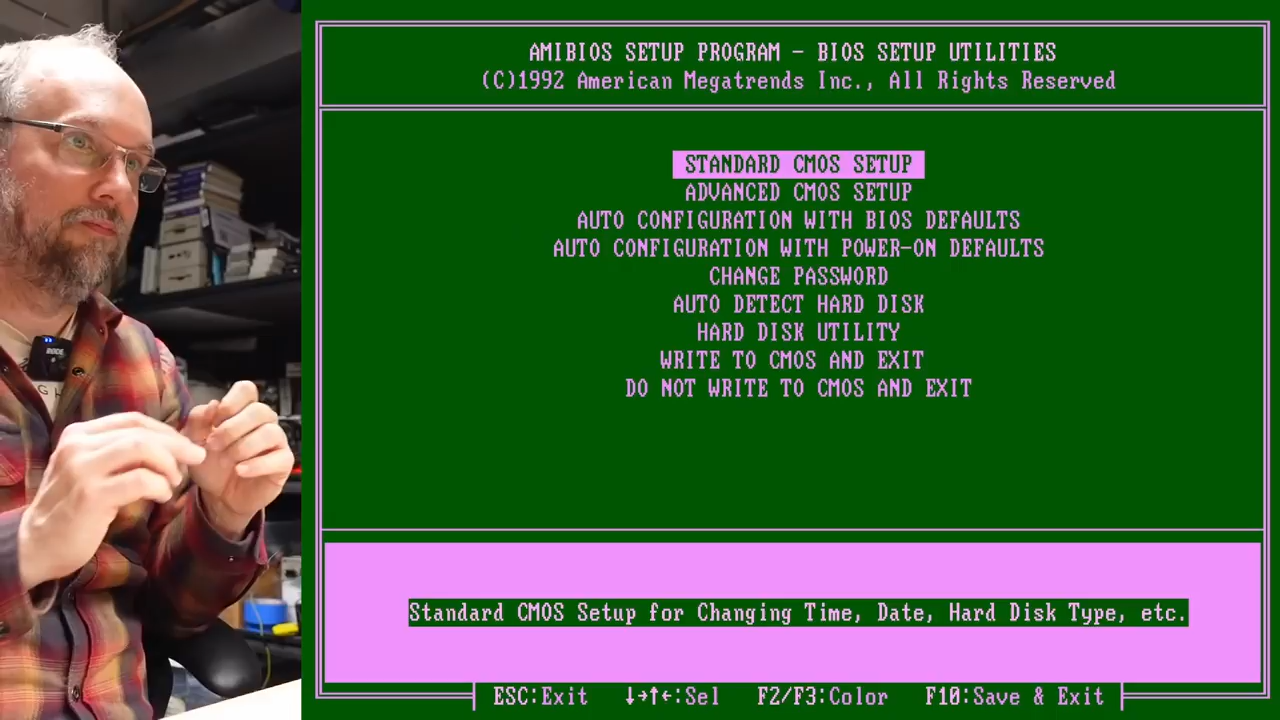 AMIBIOS SETUP PROGRAM - BIOS SETUP UTILITIES
(C)1992 American Megatrends Inc., All Rights Reserved
STANDARD CMOS SETUP
ADVANCED CMOS SETUP
AUTO CONFIGURATION WITH BIOS DEFAULTS
AUTO CONFIGURATION WITH POWER-ON DEFAULTS
CHANGE PASSWORD
AUTO DETECT HARD DISK
HARD DISK UTILITY
WRITE TO CMOS AND EXIT
DO NOT WRITE TO CMOS AND EXIT
Standard CMOS Setup for Changing Time, Date, Hard Disk Type, etc.
ESC:Exit ↓→↑←:Sel F2/F3:Color F10:Save & Exit
RODE